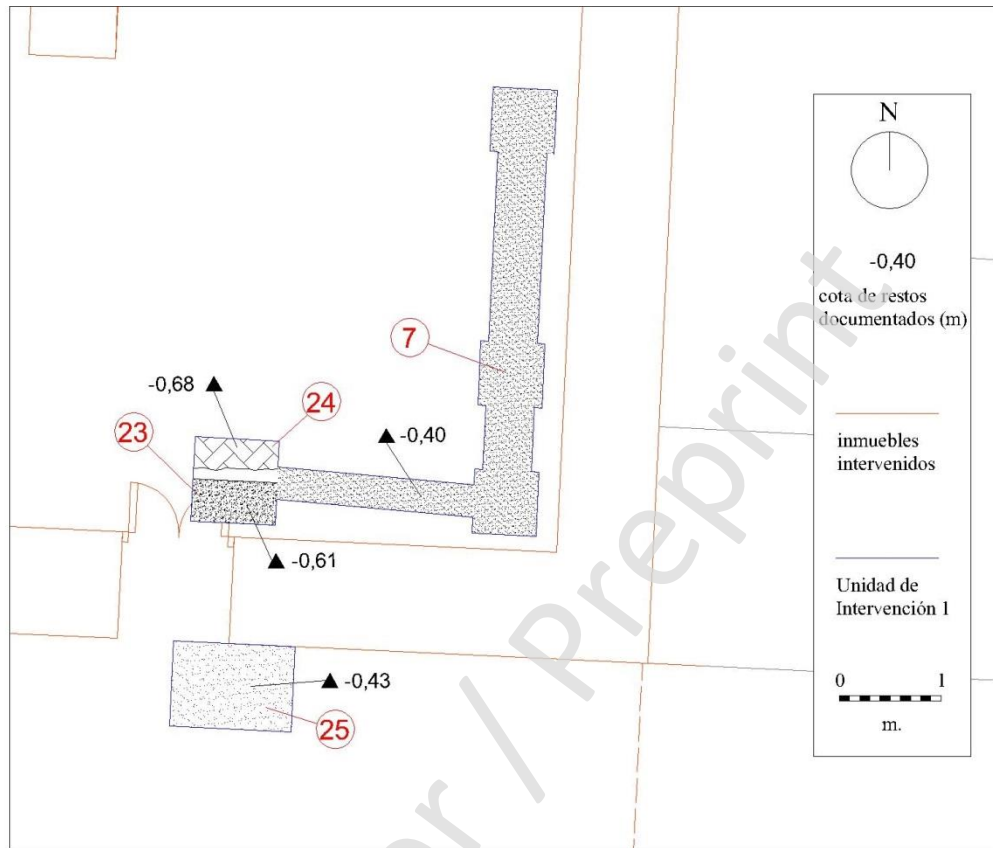 7
-0,68
24
23
-0,40
-0,61
-0,43
25
N
-0,40
cota de restos
documentados (m)
inmuebles
intervenidos
Unidad de
Intervención 1
0 1
m.
/ Preprint